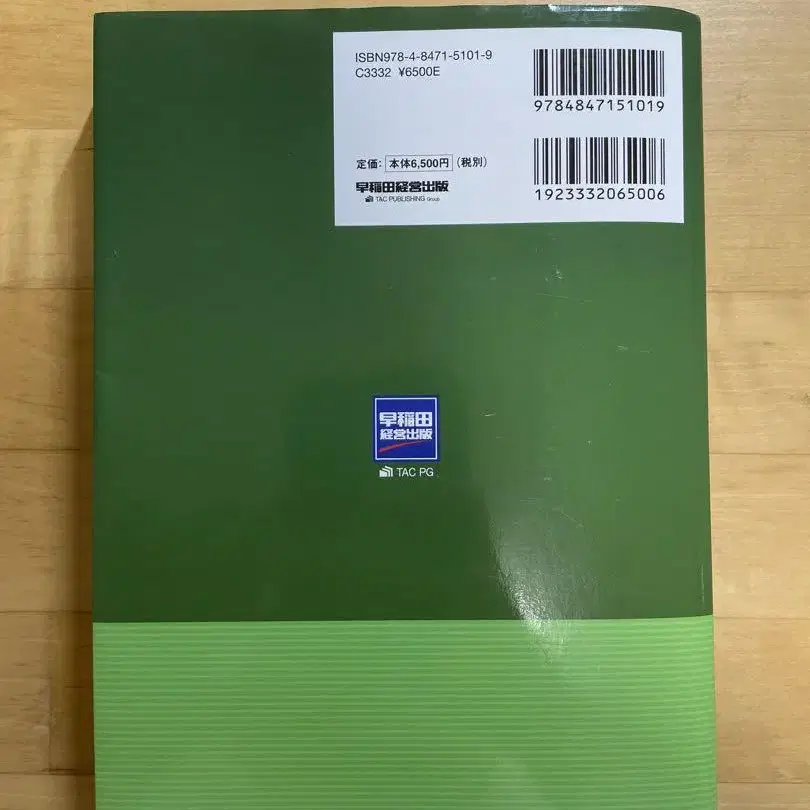 ISBN978-4-8471-5101-9
C3332 ¥6500E
9784847151019
定価：本体6,500円（税別）
早稲田経営出版
TAC PUBLISHING Group
1923332065006
早稲田
経営出版
TAC PG